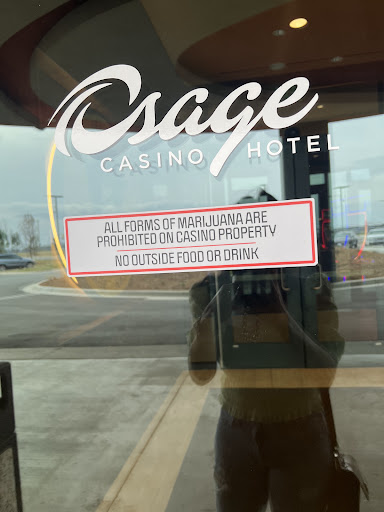 Osage
CASINO HOTEL
ALL FORMS OF MARIJUANA ARE
PROHIBITED ON CASINO PROPERTY
NO OUTSIDE FOOD OR DRINK